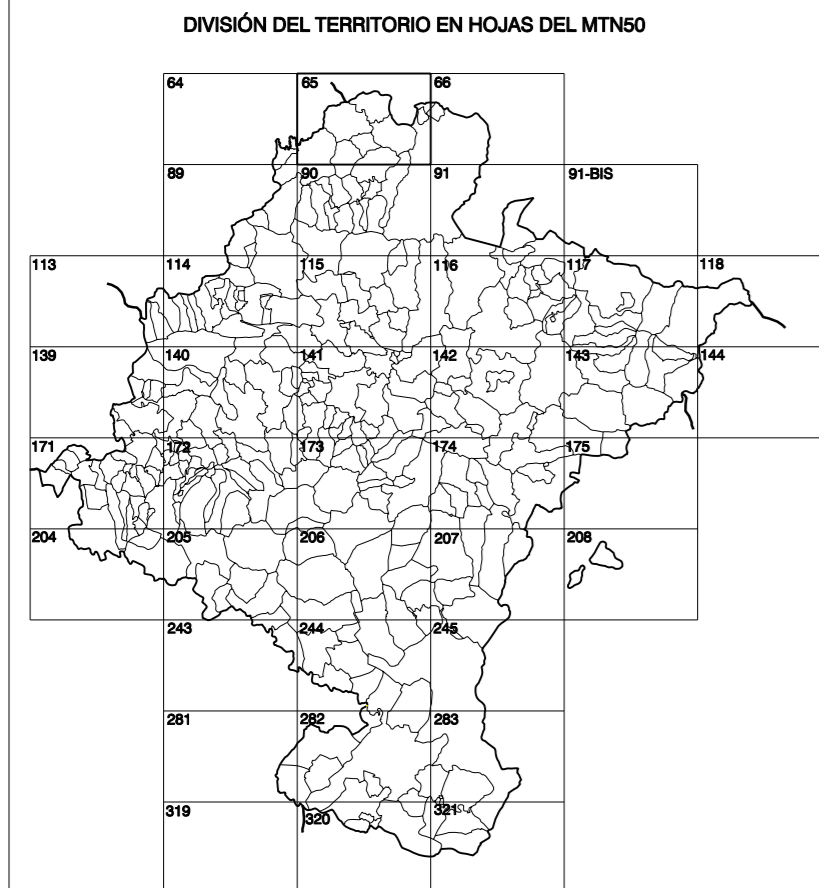 DIVISIÓN DEL TERRITORIO EN HOJAS DEL MTN50
64 65 66
89 90 91 91-BIS
113 114 115 116 117 118
139 140 141 142 143 144
171 172 173 174 175
204 205 206 207 208
243 244 245
281 282 283
319 320 321